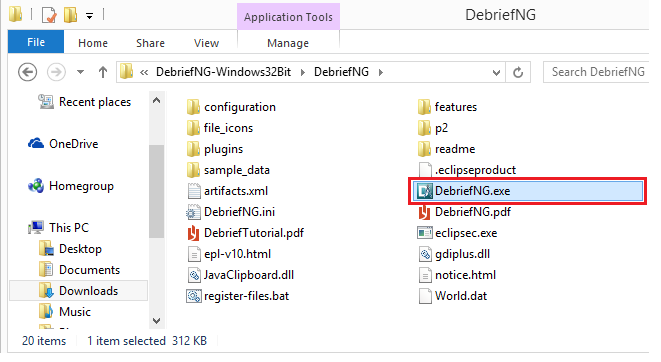 Application Tools
DebriefNG
File
Home
Share
View
Manage
DebriefNG-Windows32Bit
DebriefNG
Search DebriefNG
Recent places
OneDrive
Homegroup
This PC
Desktop
Documents
Downloads
Music
configuration
file_icons
plugins
sample_data
artifacts.xml
DebriefNG.ini
DebriefTutorial.pdf
epl-v10.html
JavaClipboard.dll
register-files.bat
features
p2
readme
.eclipseproduct
DebriefNG.exe
DebriefNG.pdf
eclipsec.exe
gdiplus.dll
notice.html
World.dat
20 items 1 item selected 312 KB